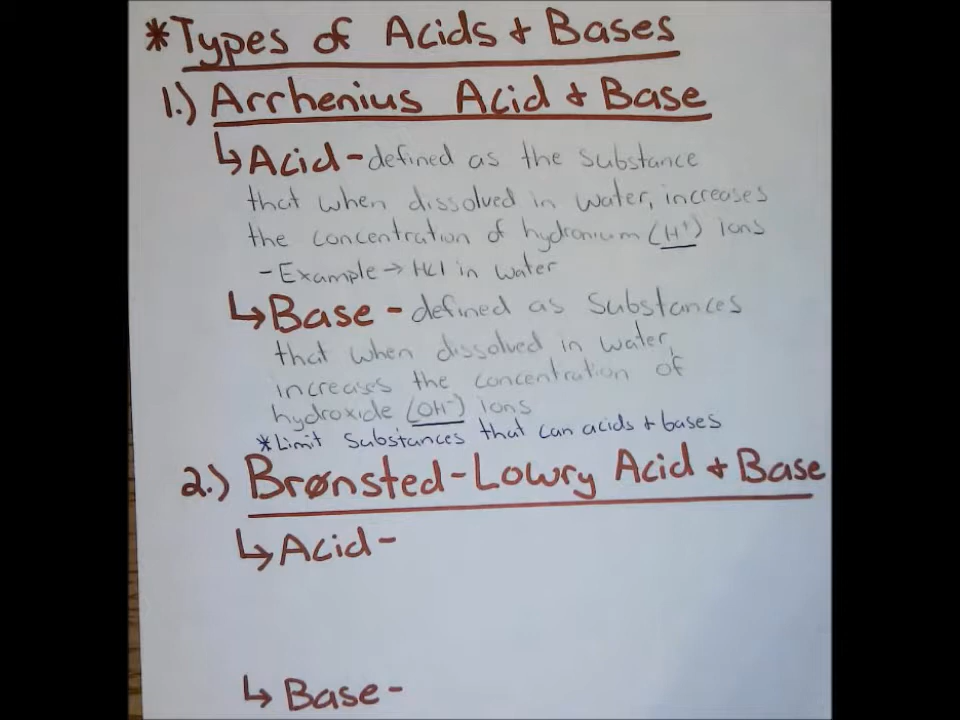 *Types of Acids & Bases
1.) Arrhenius Acid & Base
↳Acid - defined as the substance
that when dissolved in water, increases
the concentration of hydronium (H⁺) ions
- Example → HCl in water
↳Base - defined as substances
that when dissolved in water,
increases the concentration of
hydroxide (OH⁻) ions
*Limit substances that can acids & bases
2.) Brønsted-Lowry Acid & Base
↳Acid -
↳Base -